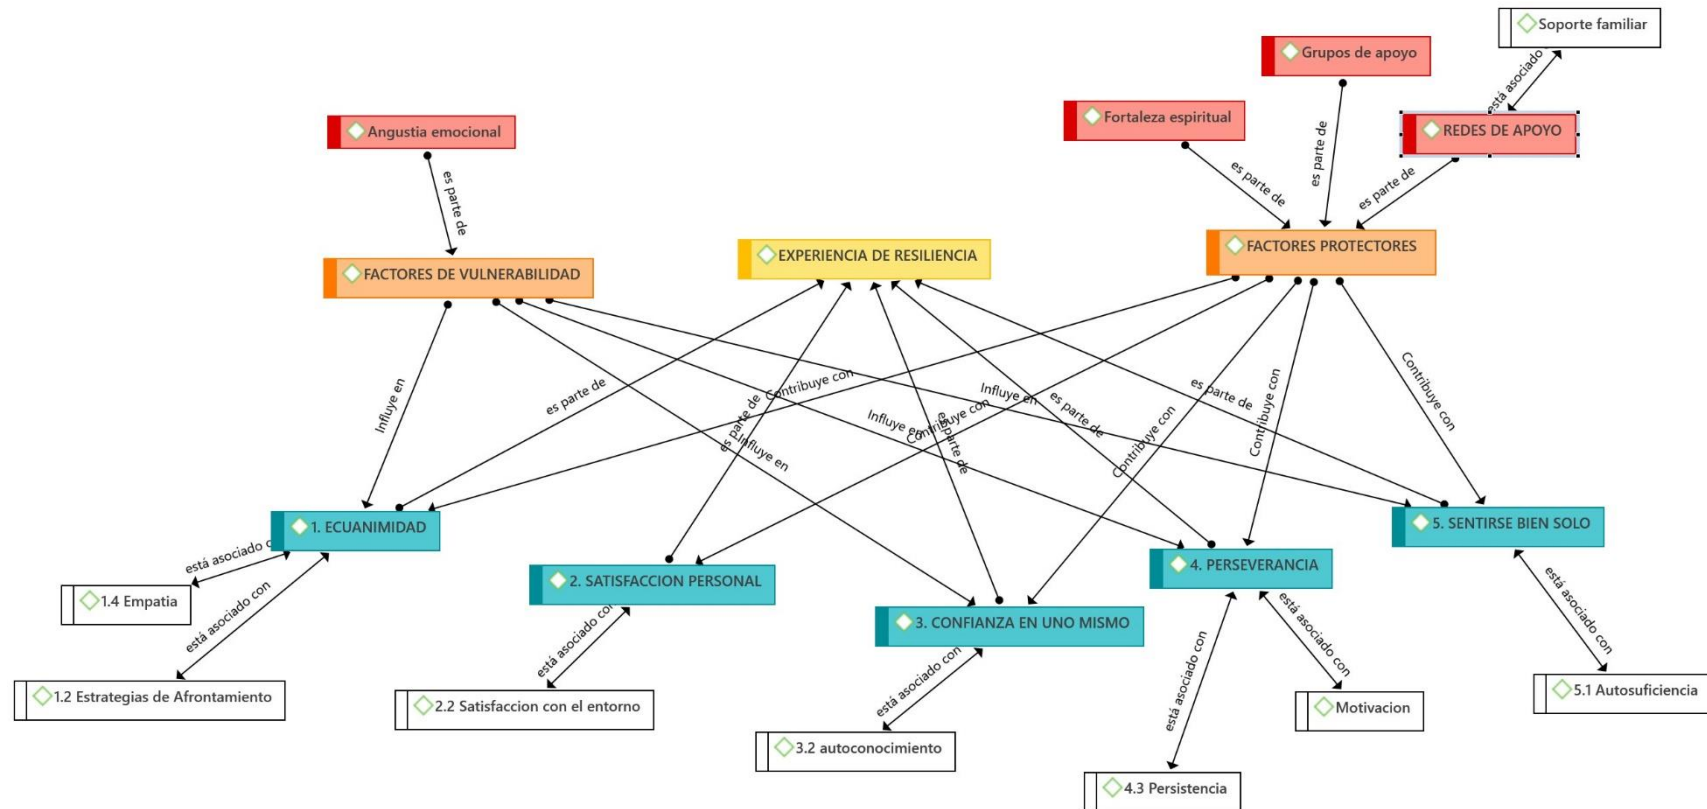 Soporte familiar
Grupos de apoyo
está asociado
Fortaleza espiritual
REDES DE APOYO
Angustia emocional
es parte de
es parte de
es parte de
es parte de
FACTORES DE VULNERABILIDAD
EXPERIENCIA DE RESILIENCIA
FACTORES PROTECTORES
Influye en
es parte de
Contribuye con
es parte de
Influye en
Influye en
Contribuye con
es parte de
Influye en
es parte de
Contribuye con
Contribuye con
es parte de
Contribuye con
1. ECUANIMIDAD
2. SATISFACCION PERSONAL
3. CONFIANZA EN UNO MISMO
4. PERSEVERANCIA
5. SENTIRSE BIEN SOLO
está asociado c
está asociado con
está asociado con
está asociado con
está asociado con
está asociado con
está asociado con
1.4 Empatia
1.2 Estrategias de Afrontamiento
2.2 Satisfaccion con el entorno
3.2 autoconocimiento
4.3 Persistencia
Motivacion
5.1 Autosuficiencia